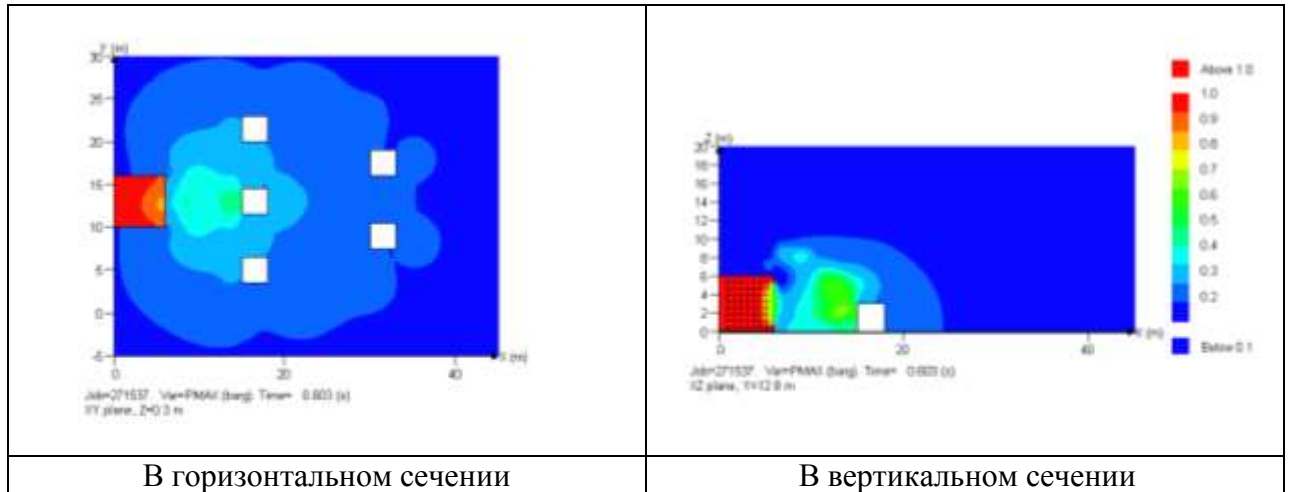 Y (m)
30
25
20
15
10
5
0
-5
0
20
40
X (m)
Job=271537. Var=PMAX (barg). Time= 0.603 (s)
XY plane, Z=0.3 m
Z (m)
20
18
16
14
12
10
8
6
4
2
0
0
20
40
X (m)
Job=271537. Var=PMAX (barg). Time= 0.603 (s)
XZ plane, Y=12.8 m
Above 1.0
1.0
0.9
0.8
0.7
0.6
0.5
0.4
0.3
0.2
Below 0.1
В горизонтальном сечении
В вертикальном сечении